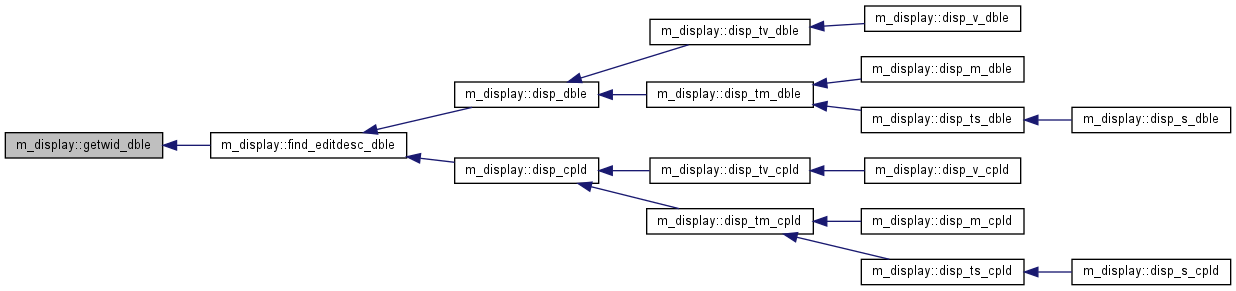 m_display::getwid_dble
m_display::find_editdesc_dble
m_display::disp_dble
m_display::disp_tv_dble
m_display::disp_v_dble
m_display::disp_tm_dble
m_display::disp_m_dble
m_display::disp_ts_dble
m_display::disp_s_dble
m_display::disp_cpld
m_display::disp_tv_cpld
m_display::disp_v_cpld
m_display::disp_tm_cpld
m_display::disp_m_cpld
m_display::disp_ts_cpld
m_display::disp_s_cpld